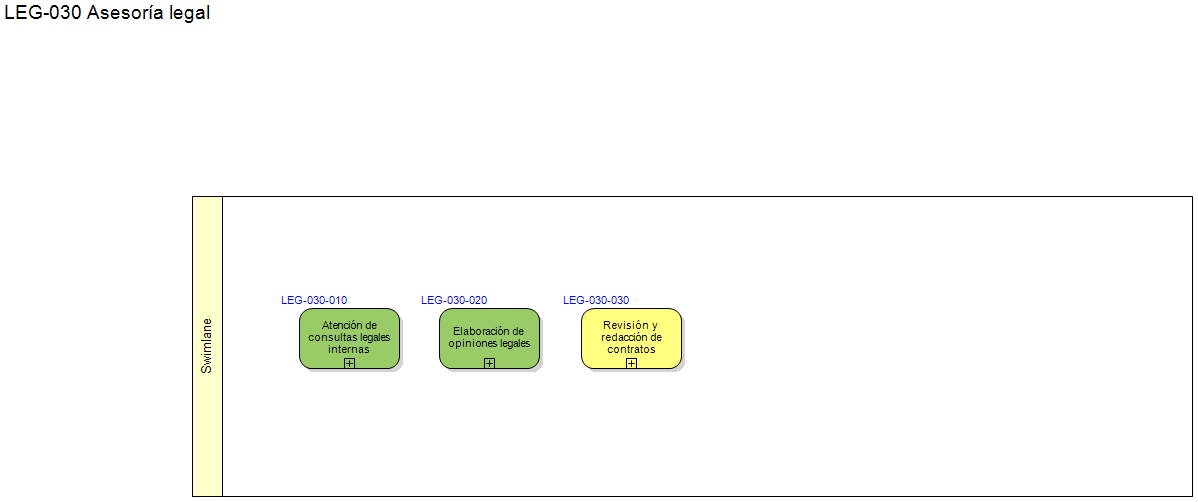 LEG-030 Asesoría legal
Swimlane
LEG-030-010
Atención de
consultas legales
internas
LEG-030-020
Elaboración de
opiniones legales
LEG-030-030
Revisión y
redacción de
contratos